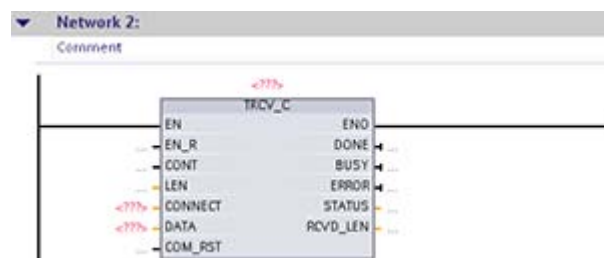 Network 2:
Comment
<???>
TRCV_C
EN ENO
... EN_R DONE ...
... CONT BUSY ...
... LEN ERROR ...
<???> CONNECT STATUS ...
<???> DATA RCVD_LEN ...
... COM_RST